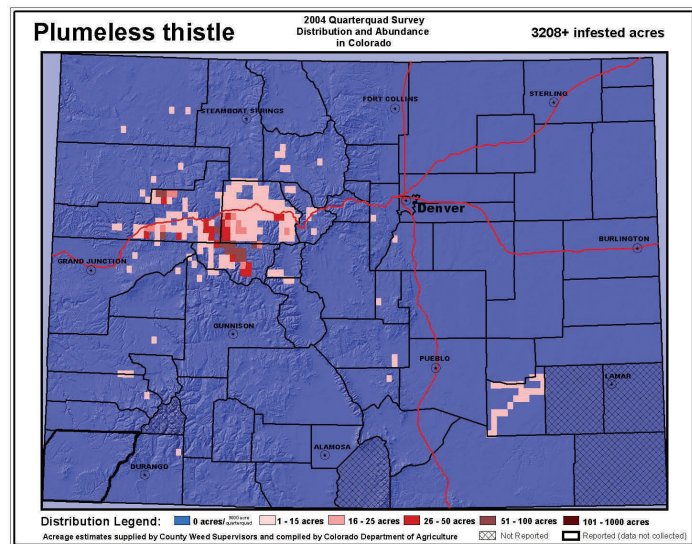 Plumeless thistle
2004 Quarterquad Survey
Distribution and Abundance
in Colorado
3208+ infested acres
STEAMBOAT SPRINGS
FORT COLLINS
STERLING
Denver
BURLINGTON
GRAND JUNCTION
GUNNISON
PUEBLO
LAMAR
ALAMOSA
DURANGO
Distribution Legend:
0 acres/
quarterquad
1 - 15 acres
16 - 25 acres
26 - 50 acres
51 - 100 acres
101 - 1000 acres
Acreage estimates supplied by County Weed Supervisors and compiled by Colorado Department of Agriculture
Not Reported
Reported (data not collected)